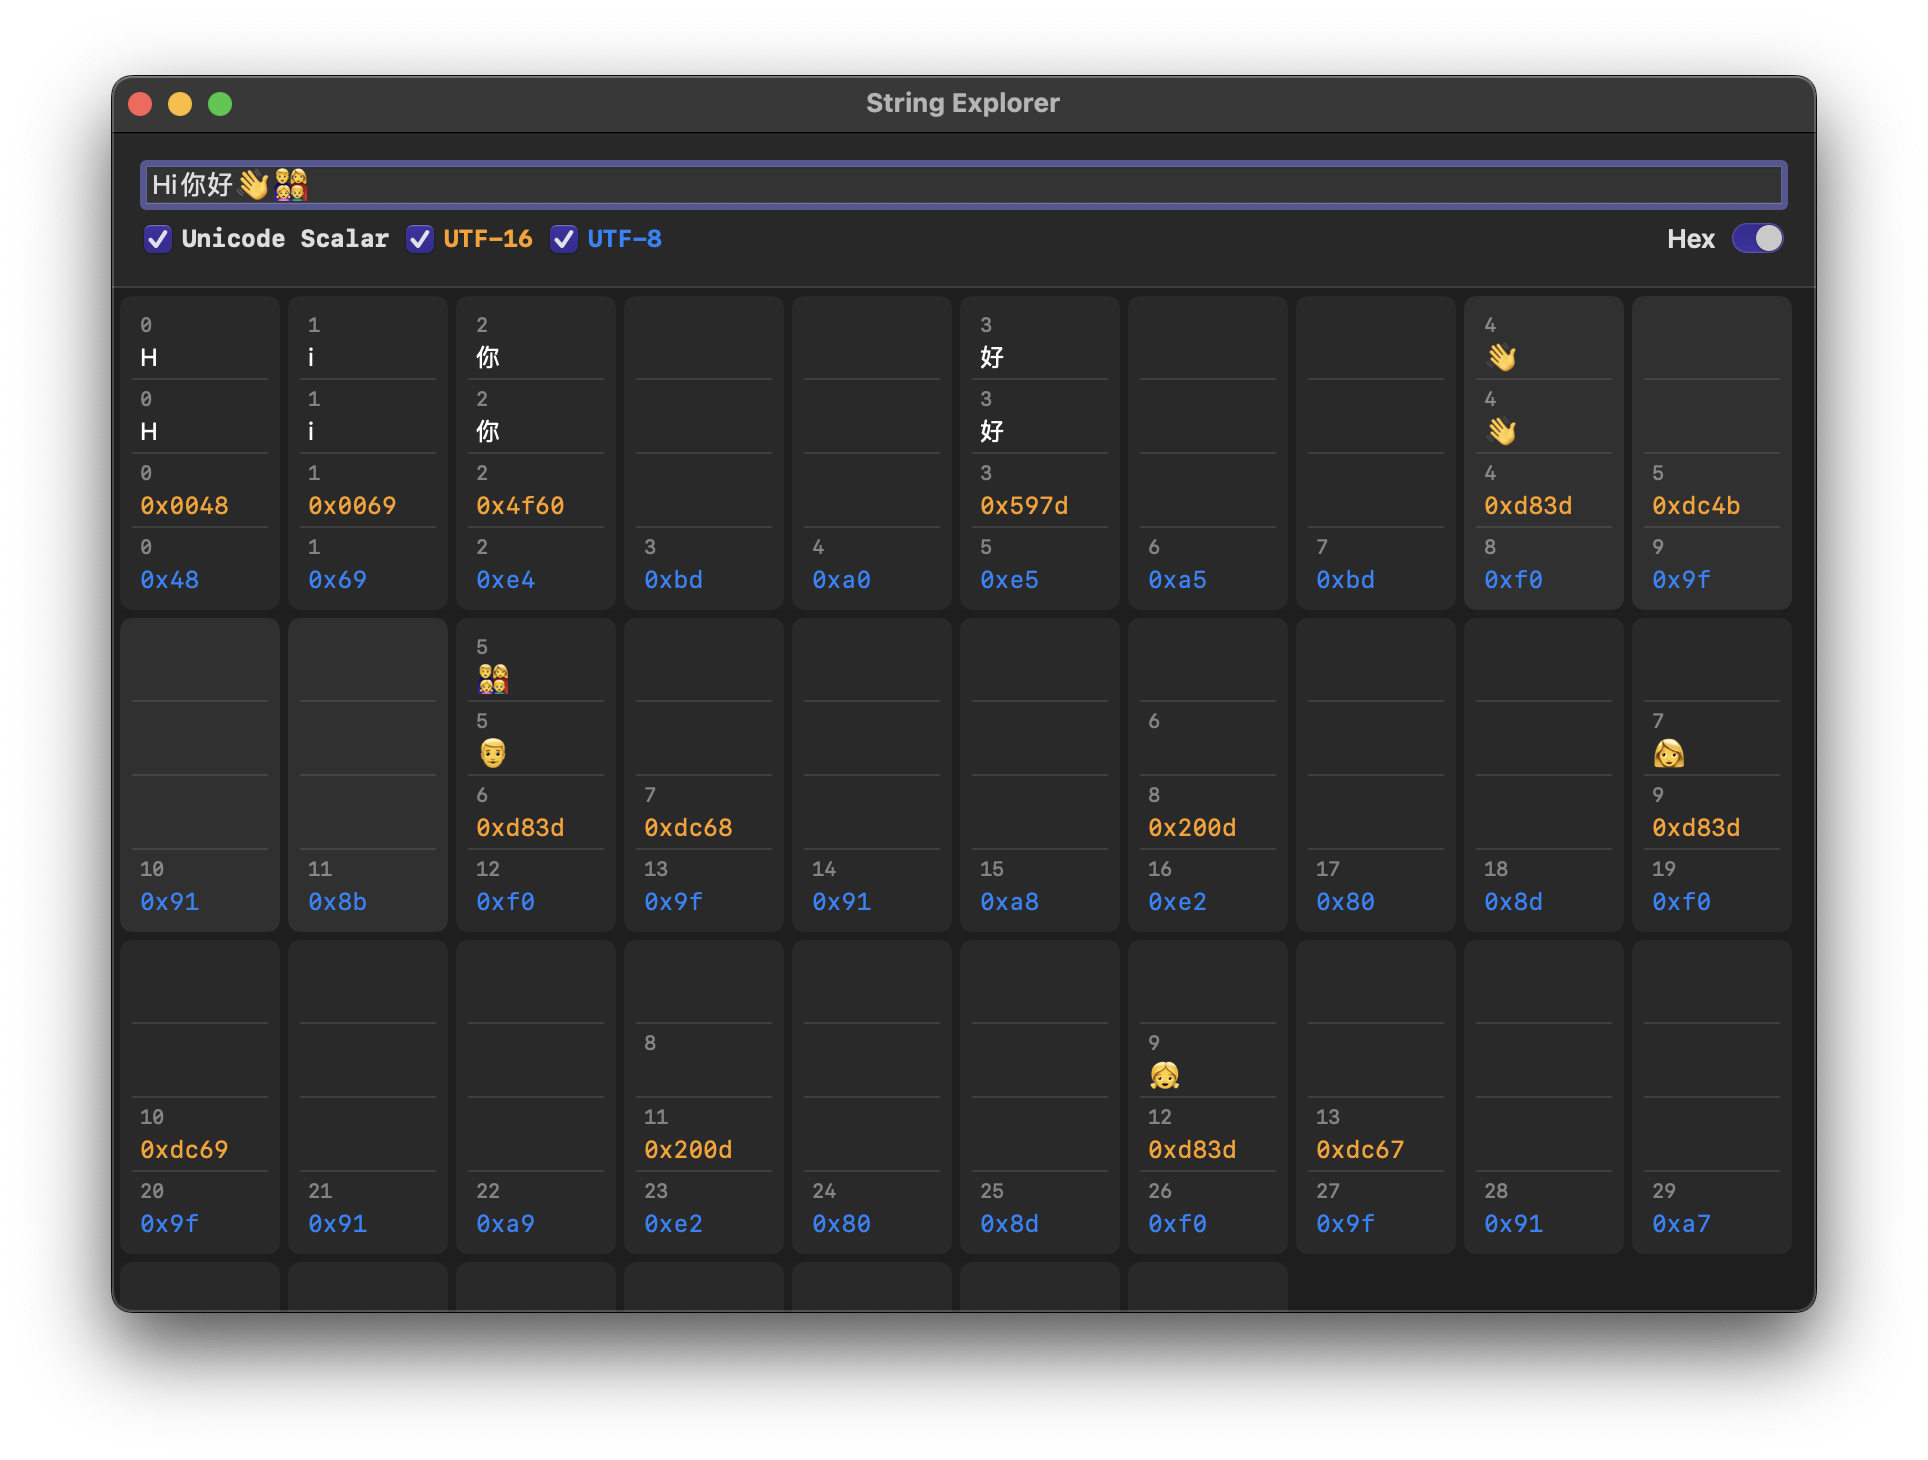 String Explorer
Hi你好👋👨‍👩‍👧‍👦
Unicode Scalar UTF-16 UTF-8 Hex
0 1 2 3 4
H i 你 好 👋
0 1 2 3 4
H i 你 好 👋
0 1 2 3 4 5
0x0048 0x0069 0x4f60 0x597d 0xd83d 0xdc4b
0 1 2 3 4 5 6 7 8 9
0x48 0x69 0xe4 0xbd 0xa0 0xe5 0xa5 0xbd 0xf0 0x9f
5
👨‍👩‍👧‍👦
5 6 7
👨 👩
6 7 8 9
0xd83d 0xdc68 0x200d 0xd83d
10 11 12 13 14 15 16 17 18 19
0x91 0x8b 0xf0 0x9f 0x91 0xa8 0xe2 0x80 0x8d 0xf0
8 9
👧
10 11 12 13
0xdc69 0x200d 0xd83d 0xdc67
20 21 22 23 24 25 26 27 28 29
0x9f 0x91 0xa9 0xe2 0x80 0x8d 0xf0 0x9f 0x91 0xa7